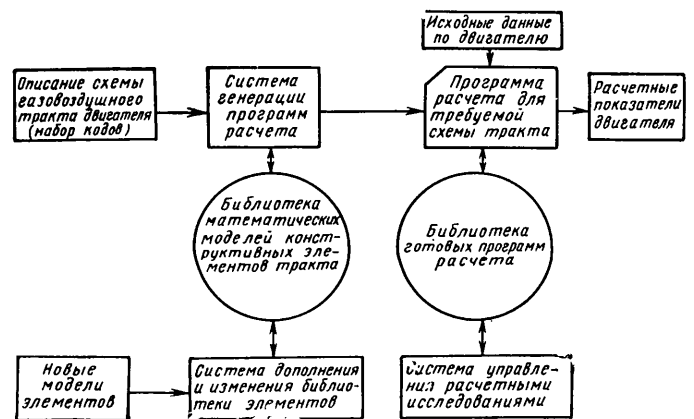 Исходные данные
по двигателю
Описание схемы
газовоздушного
тракта двигателя
(набор кодов)
Система
генерации
программ
расчета
Программа
расчета для
требуемой
схемы тракта
Расчетные
показатели
двигателя
Библиотека
математических
моделей конст-
руктивных эле-
ментов тракта
Библиотека
готовых программ
расчета
Новые
модели
элементов
Система дополнения
и изменения библио-
теки элементов
Система управле-
ния расчетными
исследованиями